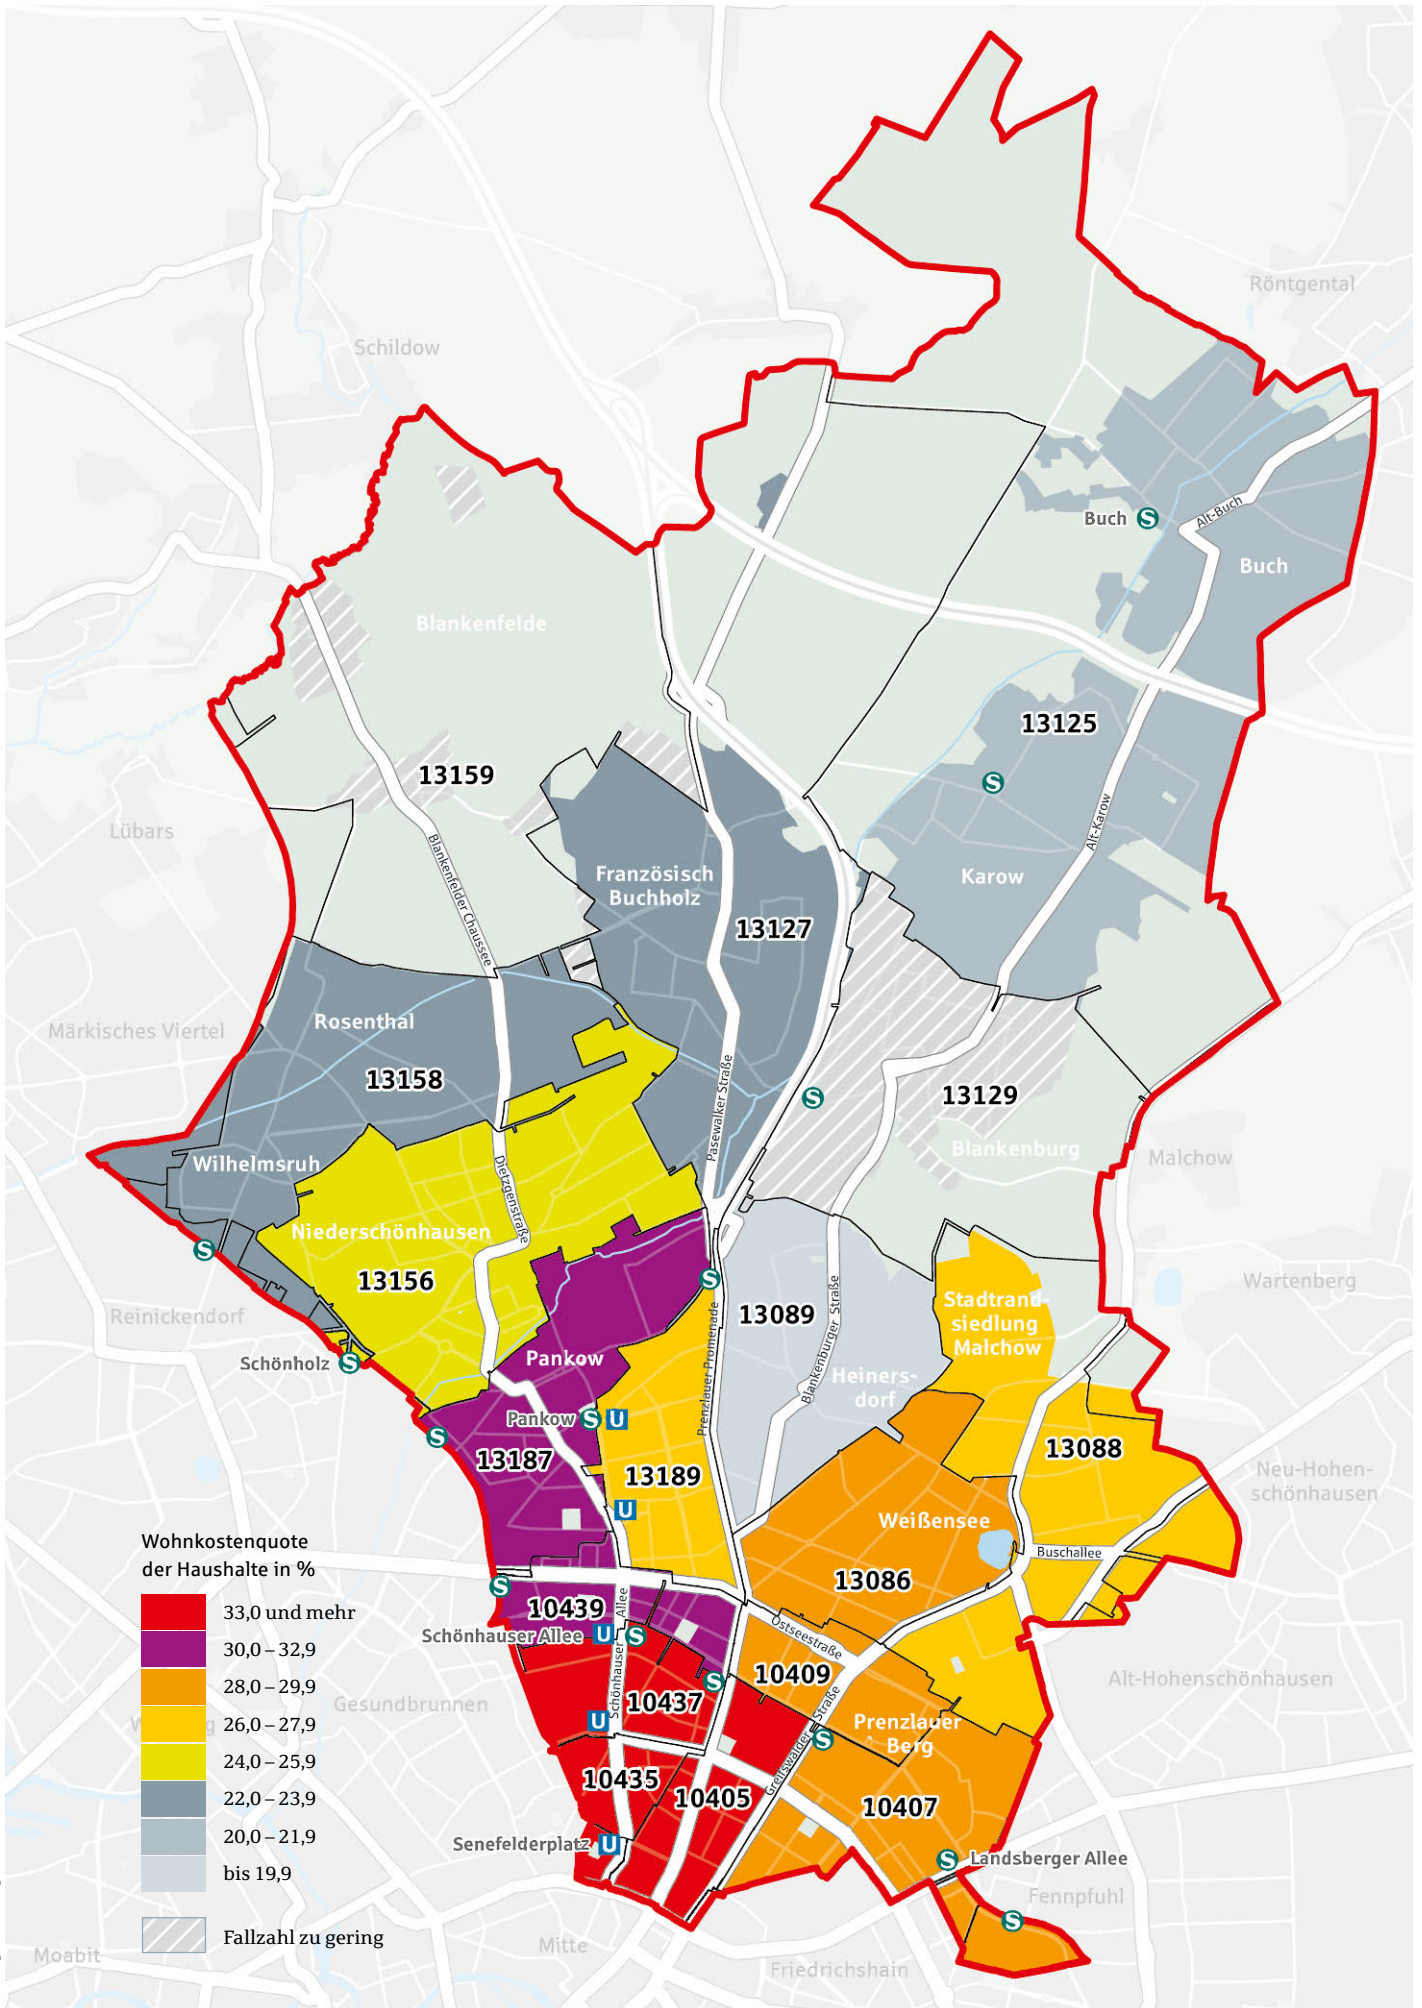 Röntgental
Schildow
Buch
S
Alt-Buch
Buch
Blankenfelde
13125
13159
S
Lübars
Blankenfelder Chaussee
Alt-Karow
Französisch
Buchholz
Karow
13127
Märkisches Viertel
Rosenthal
13158
13129
S
Pasewalker Straße
Blankenburg
Malchow
Wilhelmsruh
Dietzgenstraße
Niederschönhausen
S
13156
S
Wartenberg
Reinickendorf
13089
Stadtrand-
siedlung
Malchow
Schönholz
S
Pankow
Prenzlauer Promenade
Blankenburger Straße
Heiners-
dorf
Pankow
S
U
S
13187
13189
13088
Neu-Hohen-
schönhausen
U
Weißensee
Buschallee
13086
Wohnkostenquote
der Haushalte in %
33,0 und mehr
30,0 – 32,9
28,0 – 29,9
26,0 – 27,9
24,0 – 25,9
22,0 – 23,9
20,0 – 21,9
bis 19,9
Fallzahl zu gering
S
10439
Schönhauser Allee
U
S
Schönhauser Allee
Ostseestraße
10409
Alt-Hohenschönhausen
Gesundbrunnen
10437
S
U
Greifswalder Straße
S
Prenzlauer
Berg
10435
10405
10407
Senefelderplatz
U
S
Landsberger Allee
Fennpfuhl
S
Mitte
Moabit
Friedrichshain